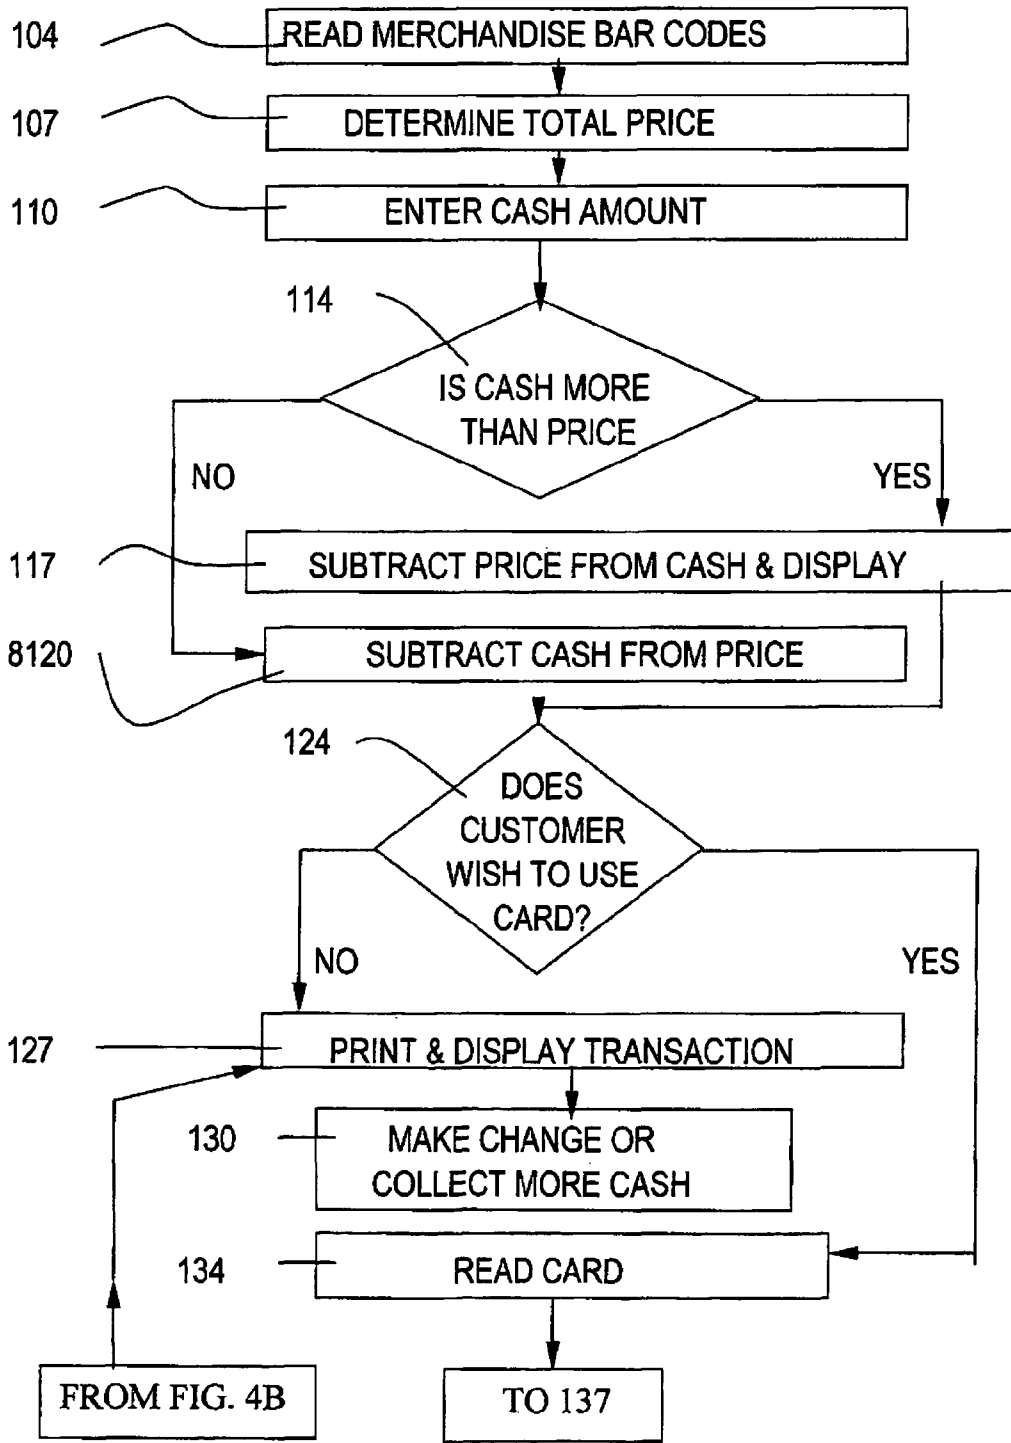 104
READ MERCHANDISE BAR CODES
107
DETERMINE TOTAL PRICE
110
ENTER CASH AMOUNT
114
IS CASH MORE
THAN PRICE
NO
YES
117
SUBTRACT PRICE FROM CASH & DISPLAY
8120
SUBTRACT CASH FROM PRICE
124
DOES
CUSTOMER
WISH TO USE
CARD?
NO
YES
127
PRINT & DISPLAY TRANSACTION
130
MAKE CHANGE OR
COLLECT MORE CASH
134
READ CARD
FROM FIG. 4B
TO 137